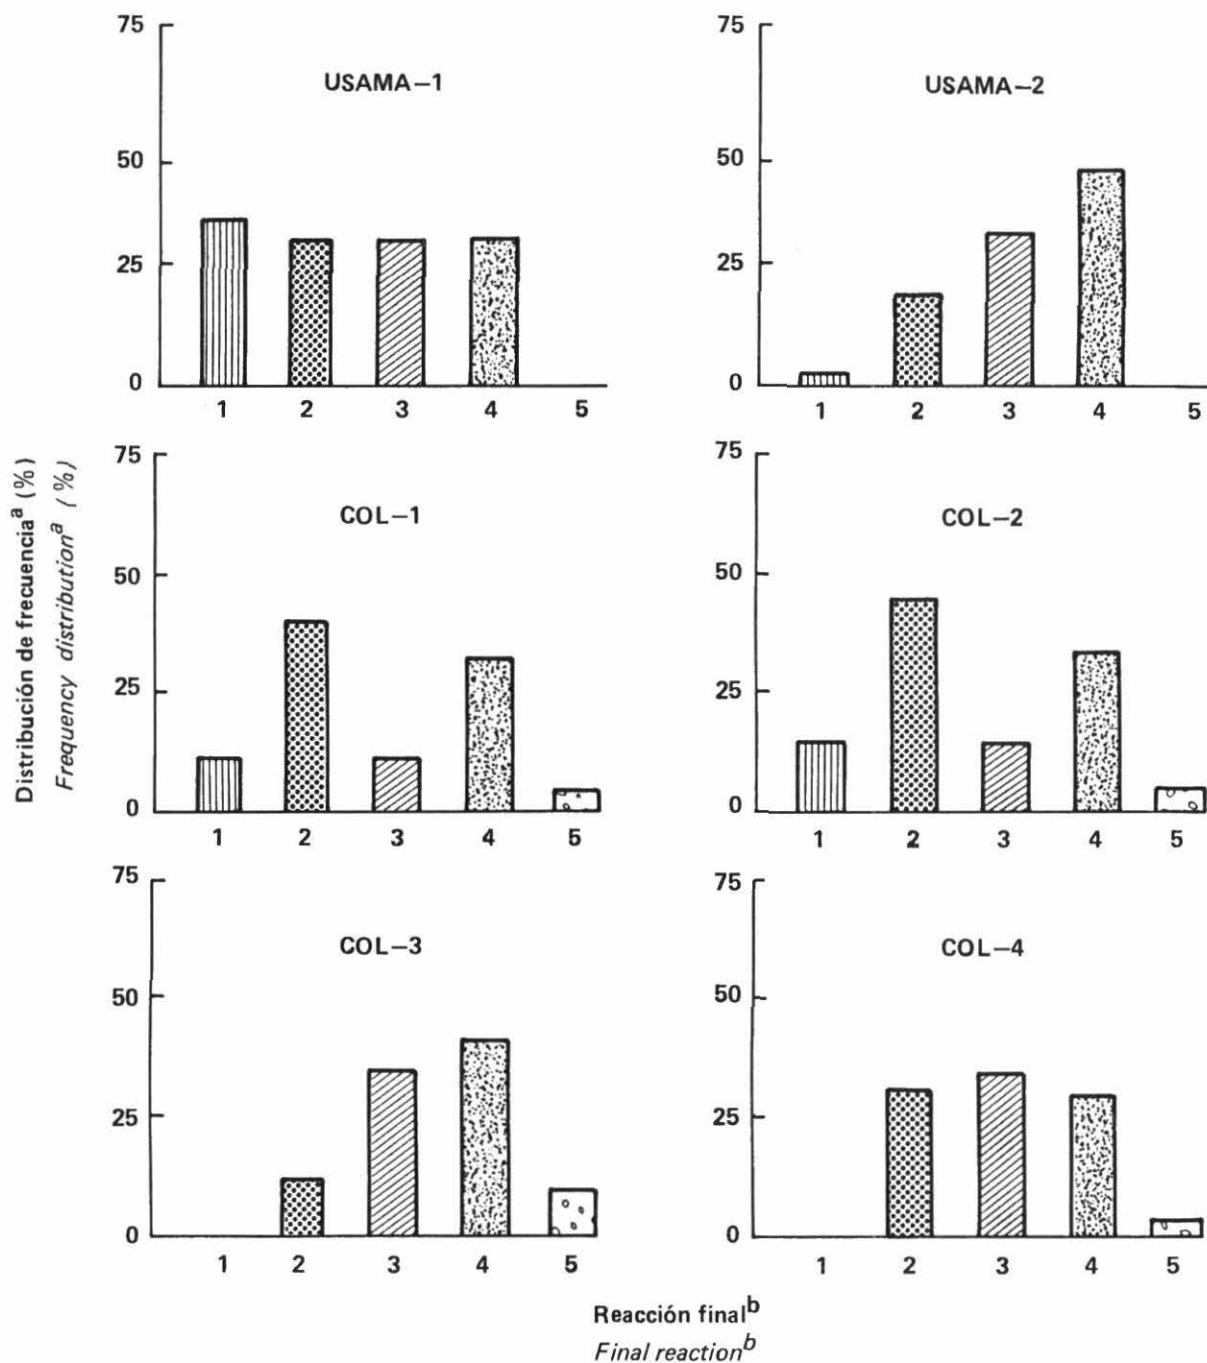 75
USAMA—1
50
25
0
1 2 3 4 5
75
USAMA—2
50
25
0
1 2 3 4 5
Distribución de frecuenciaª (%)
Frequency distributionª (%)
75
COL—1
50
25
0
1 2 3 4 5
75
COL—2
50
25
0
1 2 3 4 5
75
COL—3
50
25
0
1 2 3 4 5
75
COL—4
50
25
0
1 2 3 4 5
Reacción finalᵇ
Final reactionᵇ